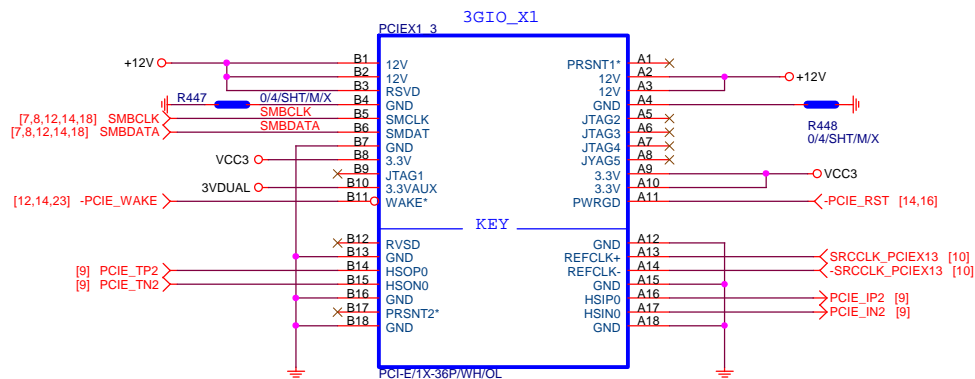 3GIO_X1
PCIEX1_3
+12V B1 12V PRSNT1* A1
B2 12V 12V A2 +12V
B3 RSVD 12V A3
R447 0/4/SHT/M/X B4 GND GND A4
[7,8,12,14,18] SMBCLK SMBCLK B5 SMCLK JTAG2 A5 R448
[7,8,12,14,18] SMBDATA SMBDATA B6 SMDAT JTAG3 A6 0/4/SHT/M/X
B7 GND JTAG4 A7
VCC3 B8 3.3V JYAG5 A8
B9 JTAG1 3.3V A9 VCC3
3VDUAL B10 3.3VAUX 3.3V A10
[12,14,23] -PCIE_WAKE B11 WAKE* PWRGD A11 -PCIE_RST [14,16]
KEY
B12 RVSD GND A12
B13 GND REFCLK+ A13 SRCCLK_PCIEX13 [10]
[9] PCIE_TP2 B14 HSOP0 REFCLK- A14 -SRCCLK_PCIEX13 [10]
[9] PCIE_TN2 B15 HSON0 GND A15
B16 GND HSIP0 A16 PCIE_IP2 [9]
B17 PRSNT2* HSIN0 A17 PCIE_IN2 [9]
B18 GND GND A18
PCI-E/1X-36P/WH/OL